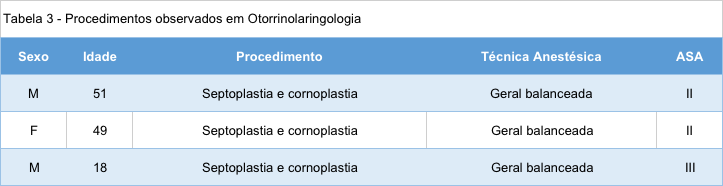 Tabela 3 - Procedimentos observados em Otorrinolaringologia
Sexo Idade Procedimento Técnica Anestésica ASA
M 51 Septoplastia e cornoplastia Geral balanceada II
F 49 Septoplastia e cornoplastia Geral balanceada II
M 18 Septoplastia e cornoplastia Geral balanceada III